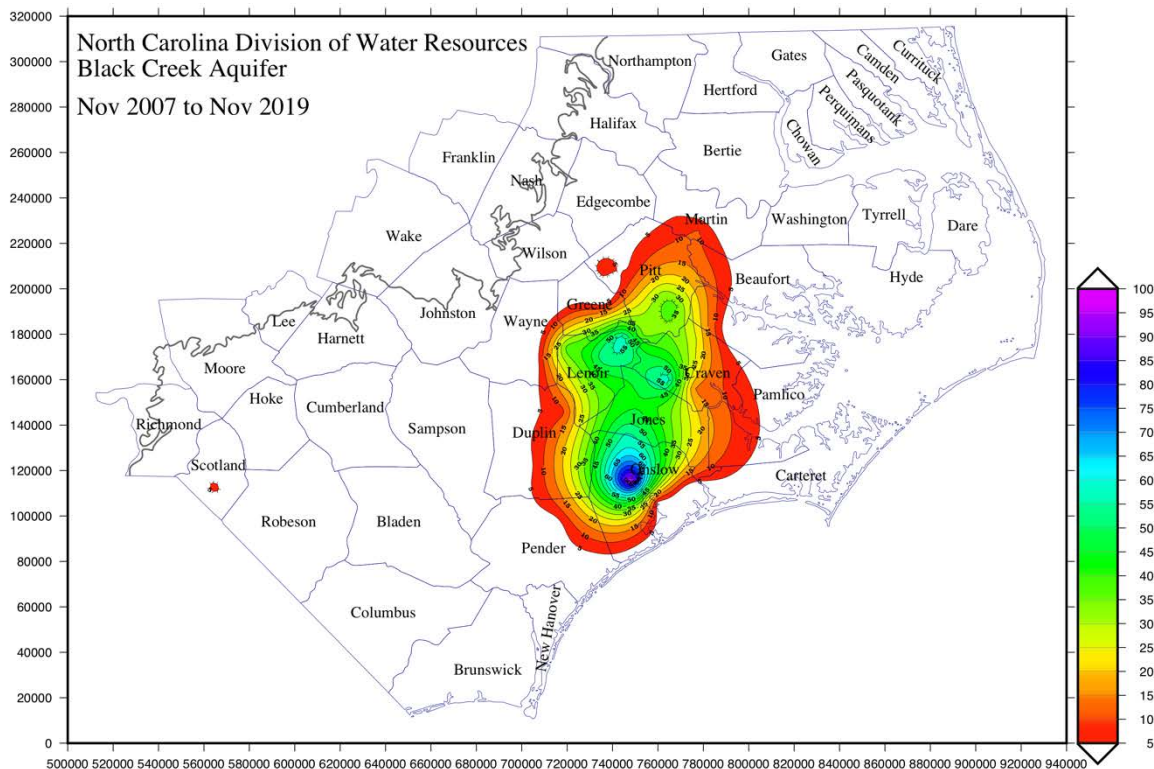 North Carolina Division of Water Resources
Black Creek Aquifer
Nov 2007 to Nov 2019
320000
300000
280000
260000
240000
220000
200000
180000
160000
140000
120000
100000
80000
60000
40000
20000
0
500000 520000 540000 560000 580000 600000 620000 640000 660000 680000 700000 720000 740000 760000 780000 800000 820000 840000 860000 880000 900000 920000 940000
Northampton
Gates
Camden
Currituck
Hertford
Pasquotank
Perquimans
Halifax
Chowan
Bertie
Franklin
Nash
Edgecombe
Martin
Washington
Tyrrell
Dare
Wake
Wilson
Pitt
Beaufort
Hyde
Greene
Johnston
Wayne
Lee
Harnett
Moore
Lenoir
Craven
Hoke
Cumberland
Pamlico
Richmond
Sampson
Duplin
Jones
Scotland
Onslow
Carteret
Robeson
Bladen
Pender
Columbus
New Hanover
Brunswick
100
95
90
85
80
75
70
65
60
55
50
45
40
35
30
25
20
15
10
5